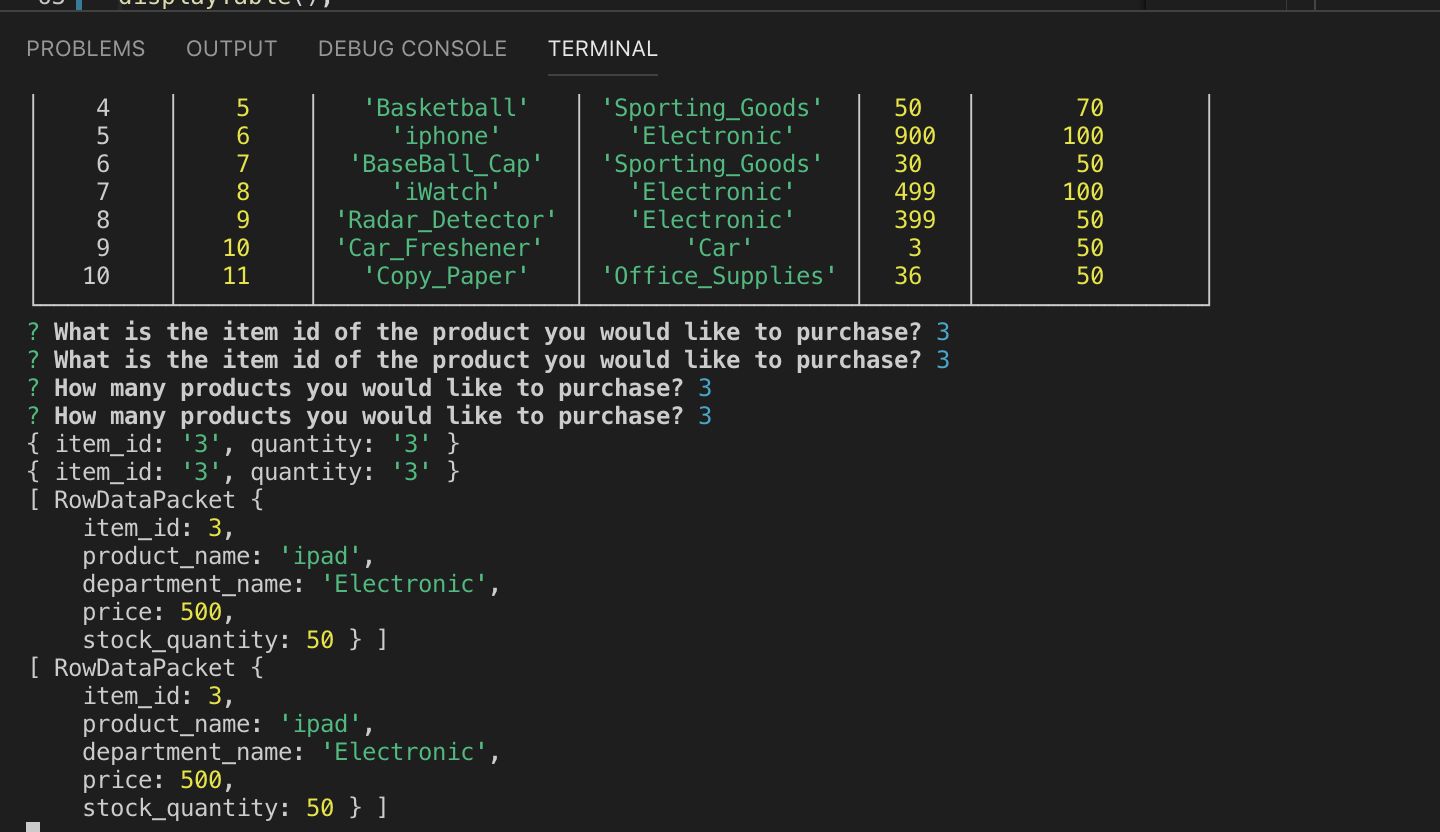 63 displayTable();
PROBLEMS OUTPUT DEBUG CONSOLE TERMINAL
4 5 'Basketball' 'Sporting_Goods' 50 70
5 6 'iphone' 'Electronic' 900 100
6 7 'BaseBall_Cap' 'Sporting_Goods' 30 50
7 8 'iWatch' 'Electronic' 499 100
8 9 'Radar_Detector' 'Electronic' 399 50
9 10 'Car_Freshener' 'Car' 3 50
10 11 'Copy_Paper' 'Office_Supplies' 36 50
? What is the item id of the product you would like to purchase? 3
? What is the item id of the product you would like to purchase? 3
? How many products you would like to purchase? 3
? How many products you would like to purchase? 3
{ item_id: '3', quantity: '3' }
{ item_id: '3', quantity: '3' }
[ RowDataPacket {
item_id: 3,
product_name: 'ipad',
department_name: 'Electronic',
price: 500,
stock_quantity: 50 } ]
[ RowDataPacket {
item_id: 3,
product_name: 'ipad',
department_name: 'Electronic',
price: 500,
stock_quantity: 50 } ]